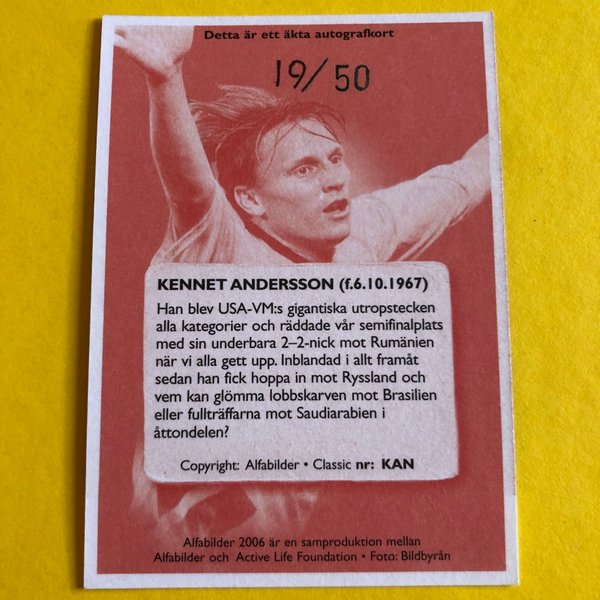 Detta är ett äkta autografkort
19/50
KENNET ANDERSSON (f.6.10.1967)
Han blev USA-VM:s gigantiska utropstecken
alla kategorier och räddade vår semifinalplats
med sin underbara 2–2-nick mot Rumänien
när vi alla gett upp. Inblandad i allt framåt
sedan han fick hoppa in mot Ryssland och
vem kan glömma lobbskarven mot Brasilien
eller fullträffarna mot Saudiarabien i
åttondelen?
Copyright: Alfabilder • Classic nr: KAN
Alfabilder 2006 är en samproduktion mellan
Alfabilder och Active Life Foundation • Foto: Bildbyrån